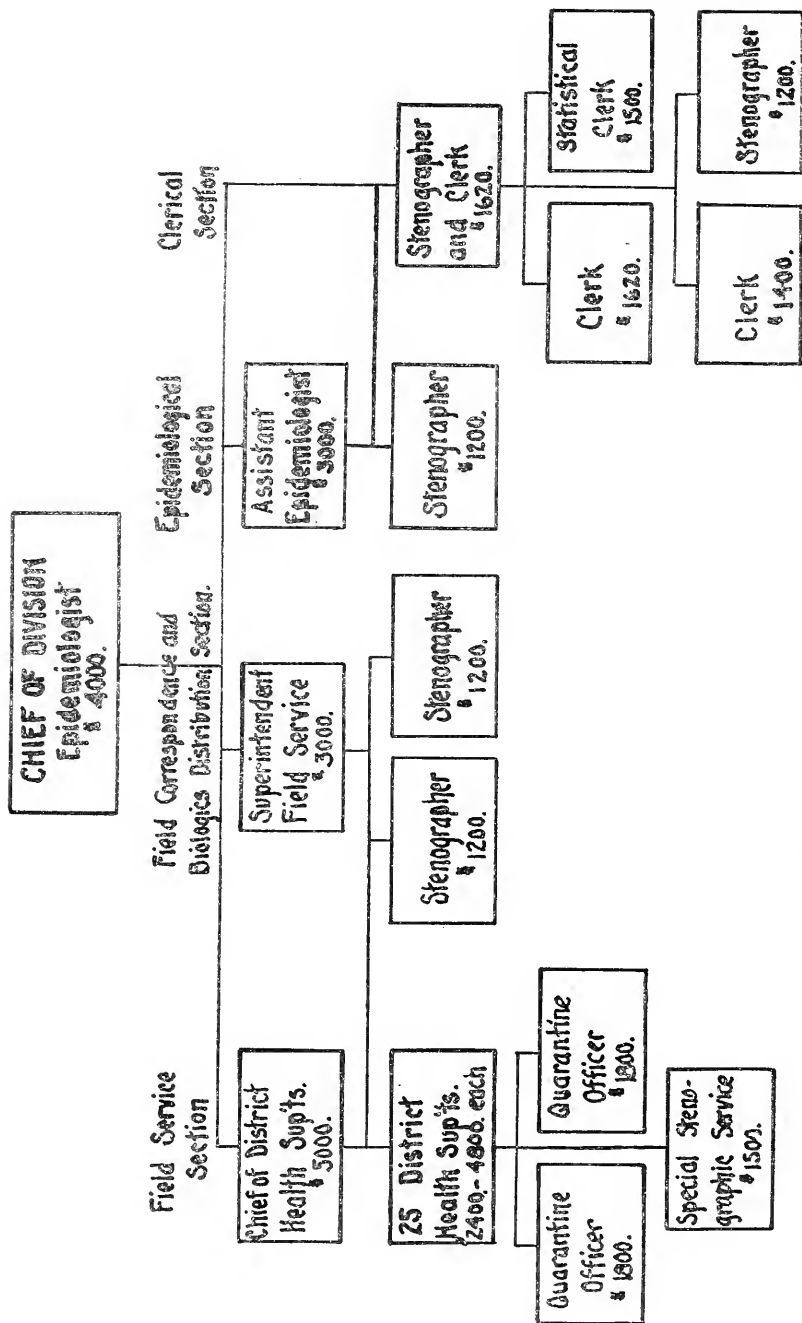 CHIEF OF DIVISION
Epidemiologist
$ 4000.
Field Service
Section
Field Correspondence and
Biologics Distribution Section.
Epidemiological
Section
Clerical
Section
Chief of District
Health Sup'ts.
$ 5000.
Superintendent
Field Service
$ 3000.
Assistant
Epidemiologist
$ 3000.
25 District
Health Sup'ts.
2400.-4800. each
Stenographer
$ 1200.
Stenographer
$ 1200.
Stenographer
$ 1200.
Stenographer
and Clerk
$ 1620.
Quarantine
Officer
$ 1800.
Quarantine
Officer
$ 1800.
Special Steno-
graphic Service
$ 1500.
Clerk
$ 1620.
Statistical
Clerk
$ 1500.
Clerk
$ 1400.
Stenographer
$ 1200.